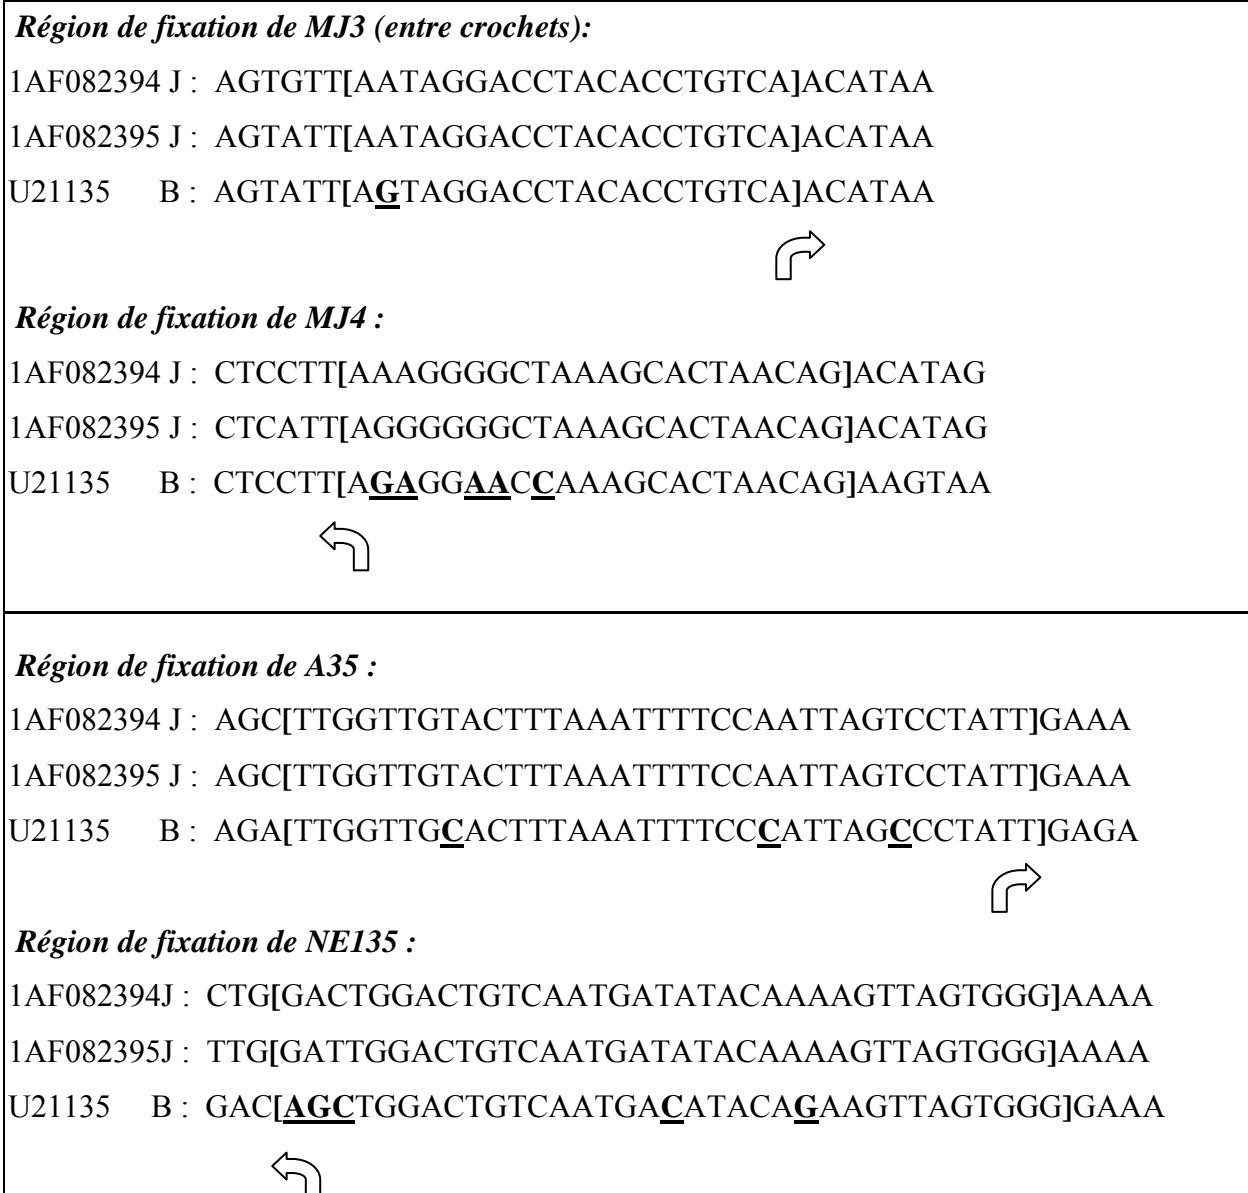 Région de fixation de MJ3 (entre crochets):
1AF082394 J : AGTGTT[AATAGGACCTACACCTGTCA]ACATAA
1AF082395 J : AGTATT[AATAGGACCTACACCTGTCA]ACATAA
U21135 B : AGTATT[AGTAGGACCTACACCTGTCA]ACATAA
Région de fixation de MJ4 :
1AF082394 J : CTCCTT[AAAGGGGCTAAAGCACTAACAG]ACATAG
1AF082395 J : CTCATT[AGGGGGGCTAAAGCACTAACAG]ACATAG
U21135 B : CTCCTT[AGAGGAACCAAAGCACTAACAG]AAGTAA
Région de fixation de A35 :
1AF082394 J : AGC[TTGGTTGTACTTTAAATTTTCCAATTAGTCCTATT]GAAA
1AF082395 J : AGC[TTGGTTGTACTTTAAATTTTCCAATTAGTCCTATT]GAAA
U21135 B : AGA[TTGGTTGCACTTTAAATTTTCCCATTAGCCCTATT]GAGA
Région de fixation de NE135 :
1AF082394J : CTG[GACTGGACTGTCAATGATATACAAAAGTTAGTGGG]AAAA
1AF082395J : TTG[GATTGGACTGTCAATGATATACAAAAGTTAGTGGG]AAAA
U21135 B : GAC[AGCTGGACTGTCAATGACATACAGAAGTTAGTGGG]GAAA